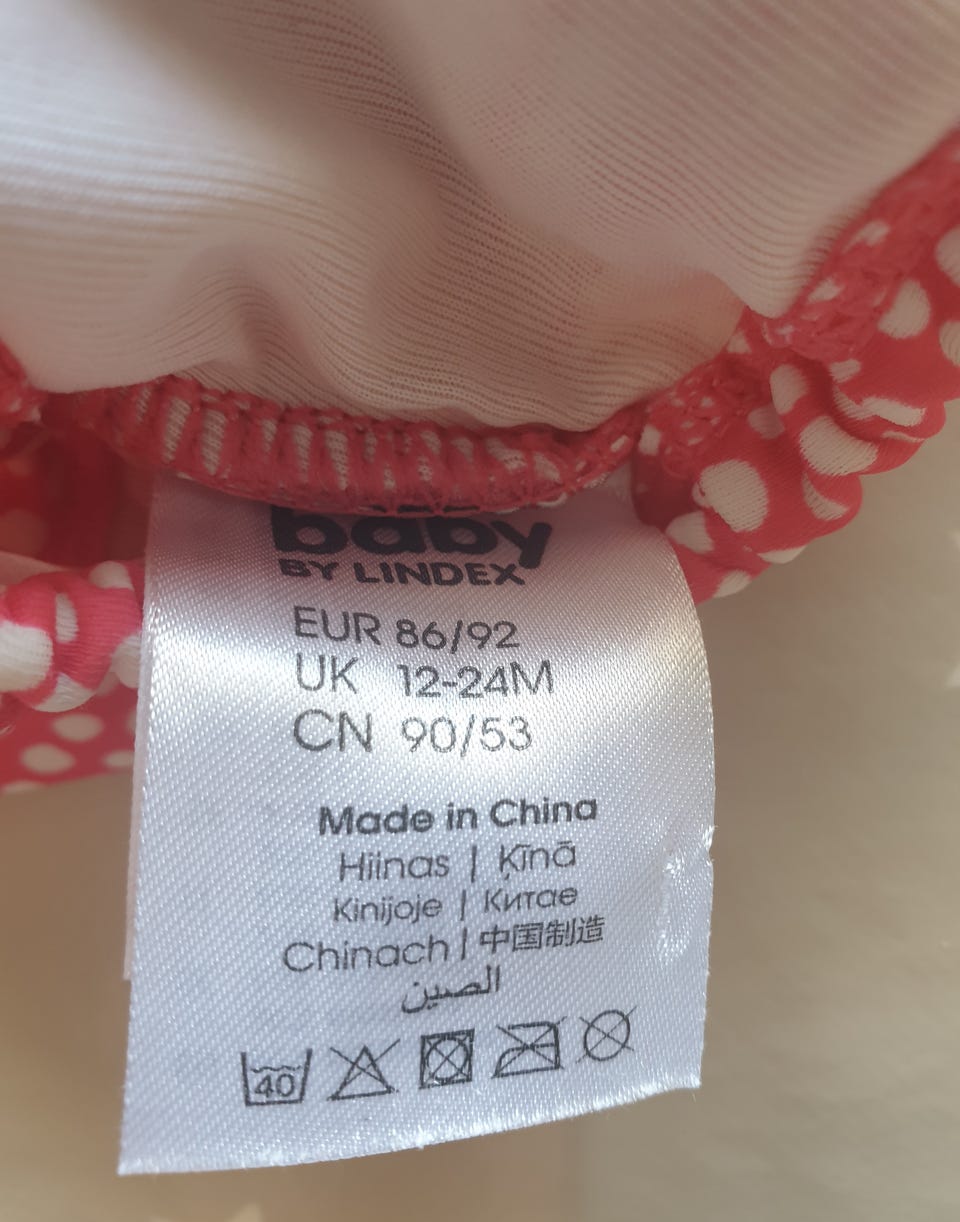 baby
BY LINDEX
EUR 86/92
UK 12-24M
CN 90/53
Made in China
Hiinas | Ķīnā
Kinijoje | Китае
Chinach | 中国制造
الصين
40